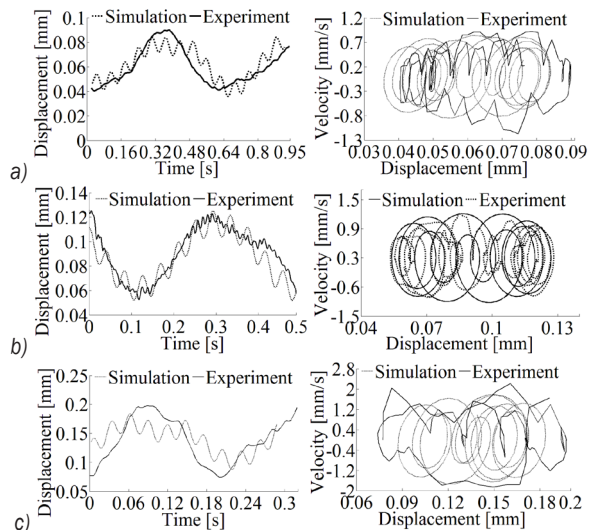 Displacement [mm]
0.1
0.08
0.06
0.04
0.02
0
Simulation Experiment
0.16 0.32 0.48 0.64 0.8 0.95
Time [s]
a)
Velocity [mm/s]
1.2
0.7
0.2
-0.3
-0.8
-1.3
Simulation Experiment
0.03 0.04 0.05 0.06 0.07 0.08 0.09
Displacement [mm]
Displacement [mm]
0.14
0.12
0.1
0.08
0.06
0.04
Simulation Experiment
0 0.1 0.2 0.3 0.4 0.5
Time [s]
b)
Velocity [mm/s]
1.5
0.9
0.3
-0.6
-1.5
Simulation Experiment
0.04 0.07 0.1 0.13
Displacement [mm]
Displacement [mm]
0.25
0.2
0.15
0.1
0.05
Simulation Experiment
0 0.06 0.12 0.18 0.24 0.3
Time [s]
c)
Velocity [mm/s]
2.8
2
1.2
0.4
-0.4
-1.2
2
Simulation Experiment
0.06 0.09 0.12 0.15 0.18 0.2
Displacement [mm]